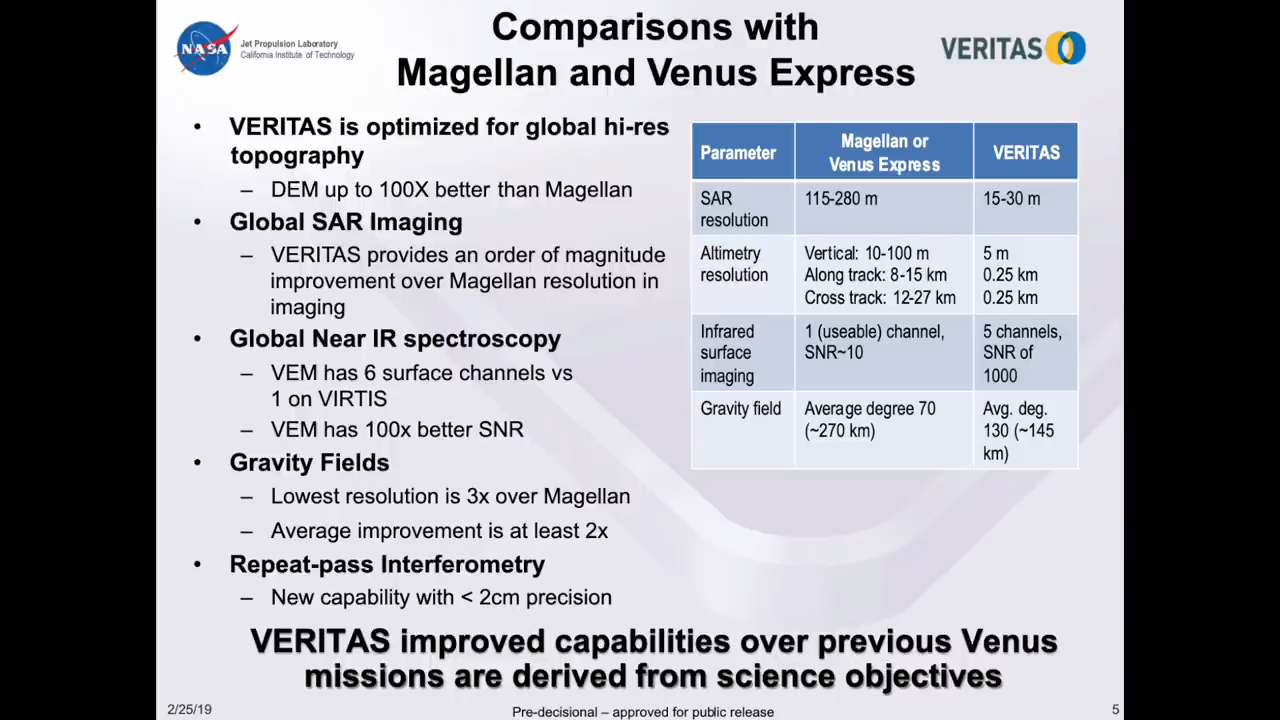 Comparisons with
Magellan and Venus Express
NASA
Jet Propulsion Laboratory
California Institute of Technology
VERITAS
• VERITAS is optimized for global hi-res
topography
– DEM up to 100X better than Magellan
• Global SAR Imaging
– VERITAS provides an order of magnitude
improvement over Magellan resolution in
imaging
• Global Near IR spectroscopy
– VEM has 6 surface channels vs
1 on VIRTIS
– VEM has 100x better SNR
• Gravity Fields
– Lowest resolution is 3x over Magellan
– Average improvement is at least 2x
• Repeat-pass Interferometry
– New capability with < 2cm precision
Parameter
Magellan or
Venus Express
VERITAS
SAR
resolution
115-280 m
15-30 m
Altimetry
resolution
Vertical: 10-100 m
Along track: 8-15 km
Cross track: 12-27 km
5 m
0.25 km
0.25 km
Infrared
surface
imaging
1 (useable) channel,
SNR~10
5 channels,
SNR of
1000
Gravity field
Average degree 70
(~270 km)
Avg. deg.
130 (~145
km)
VERITAS improved capabilities over previous Venus
missions are derived from science objectives
2/25/19
Pre-decisional – approved for public release
5